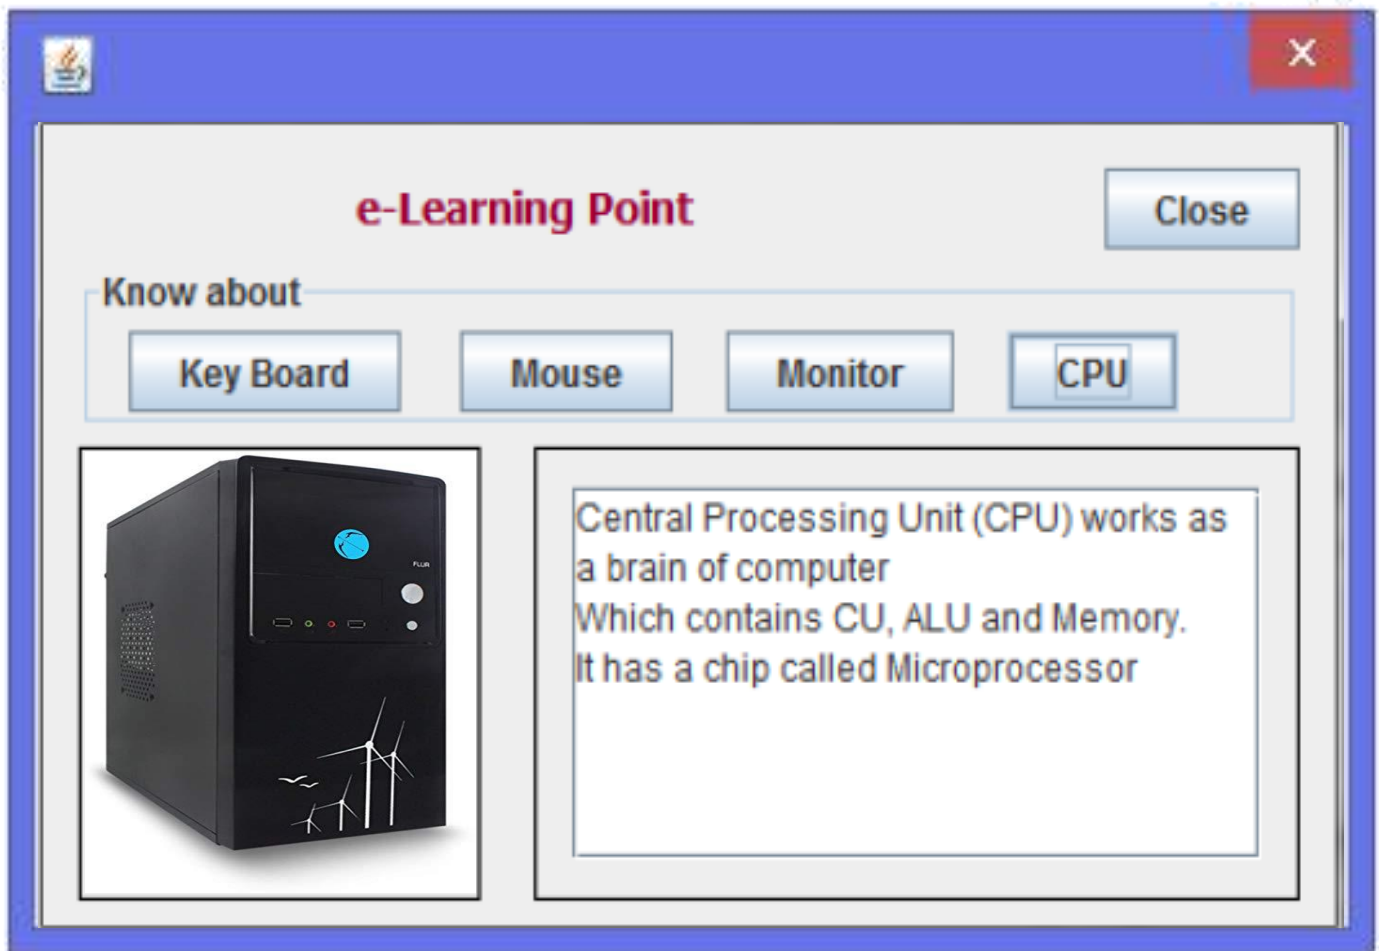 e-Learning Point
Close
Know about
Key Board
Mouse
Monitor
CPU
FLUR
Central Processing Unit (CPU) works as
a brain of computer
Which contains CU, ALU and Memory.
It has a chip called Microprocessor